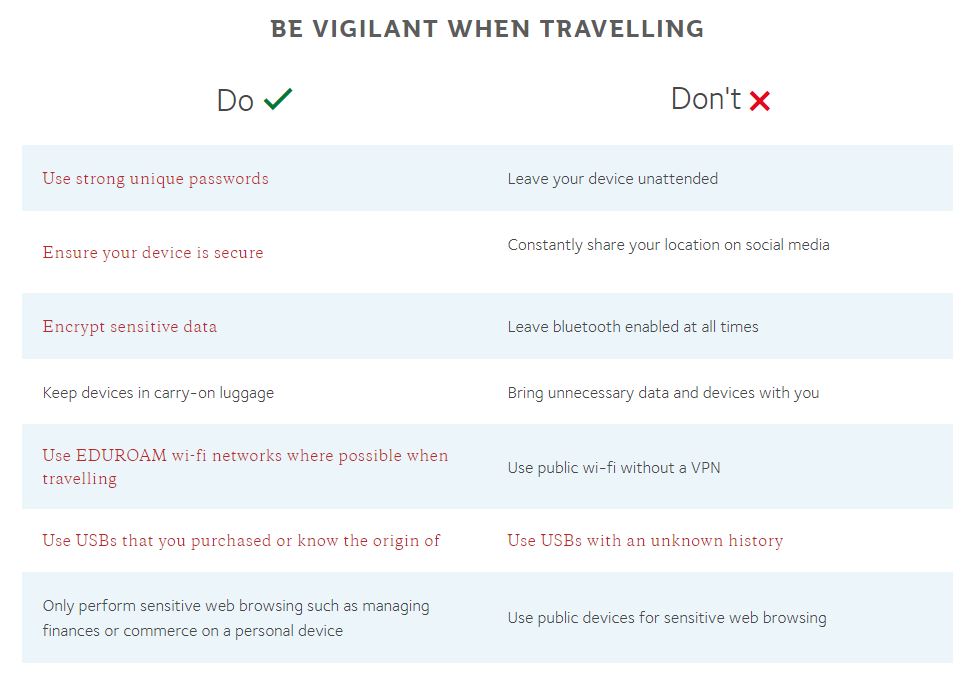 BE VIGILANT WHEN TRAVELLING
Do
Don't
Use strong unique passwords
Leave your device unattended
Ensure your device is secure
Constantly share your location on social media
Encrypt sensitive data
Leave bluetooth enabled at all times
Keep devices in carry-on luggage
Bring unnecessary data and devices with you
Use EDUROAM wi-fi networks where possible when
travelling
Use public wi-fi without a VPN
Use USBs that you purchased or know the origin of
Use USBs with an unknown history
Only perform sensitive web browsing such as managing
finances or commerce on a personal device
Use public devices for sensitive web browsing